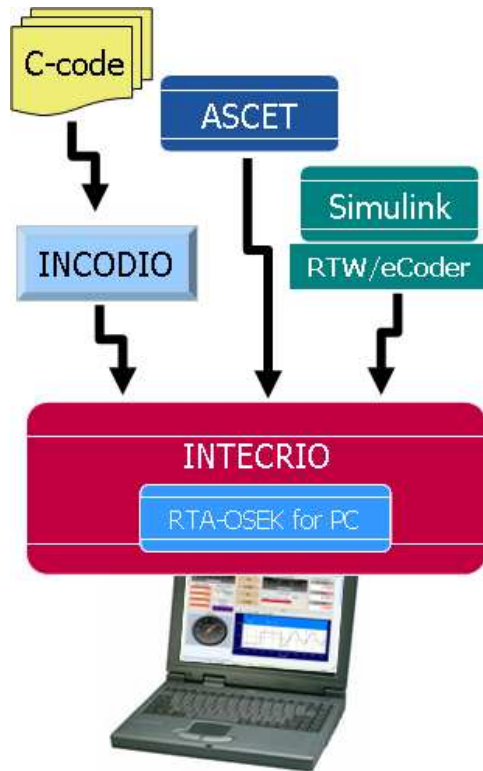 C-code
ASCET
Simulink
INCODIO
RTW/eCoder
INTECRIO
RTA-OSEK for PC